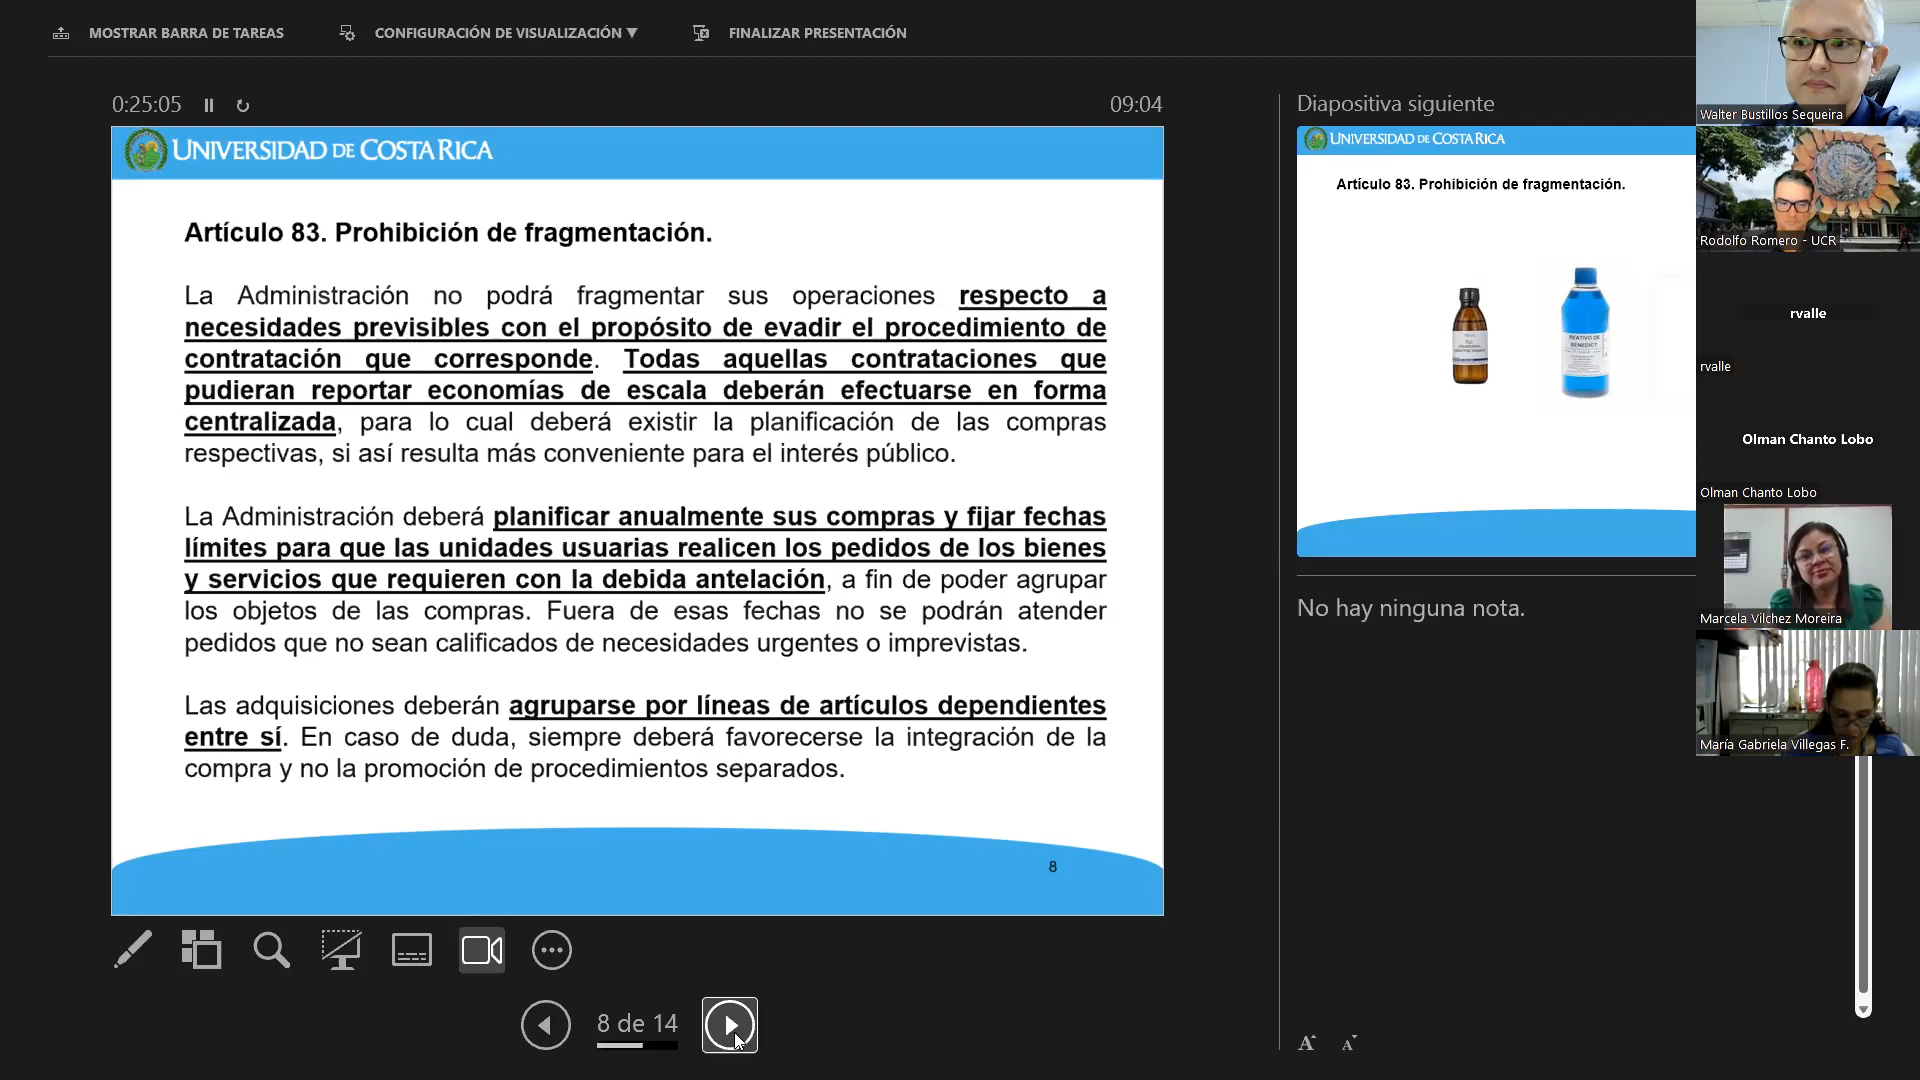 MOSTRAR BARRA DE TAREAS
CONFIGURACIÓN DE VISUALIZACIÓN ▼
FINALIZAR PRESENTACIÓN
0:25:05
09:04
UNIVERSIDAD DE COSTA RICA
Artículo 83. Prohibición de fragmentación.
La Administración no podrá fragmentar sus operaciones respecto a
necesidades previsibles con el propósito de evadir el procedimiento de
contratación que corresponde. Todas aquellas contrataciones que
pudieran reportar economías de escala deberán efectuarse en forma
centralizada, para lo cual deberá existir la planificación de las compras
respectivas, si así resulta más conveniente para el interés público.
La Administración deberá planificar anualmente sus compras y fijar fechas
límites para que las unidades usuarias realicen los pedidos de los bienes
y servicios que requieren con la debida antelación, a fin de poder agrupar
los objetos de las compras. Fuera de esas fechas no se podrán atender
pedidos que no sean calificados de necesidades urgentes o imprevistas.
Las adquisiciones deberán agruparse por líneas de artículos dependientes
entre sí. En caso de duda, siempre deberá favorecerse la integración de la
compra y no la promoción de procedimientos separados.
8
8 de 14
Diapositiva siguiente
UNIVERSIDAD DE COSTA RICA
Artículo 83. Prohibición de fragmentación.
REATIVO DE
BENEDICT
No hay ninguna nota.
A A
Walter Bustillos Sequeira
Rodolfo Romero - UCR
rvalle
rvalle
Olman Chanto Lobo
Olman Chanto Lobo
Marcela Vilchez Moreira
María Gabriela Villegas F.